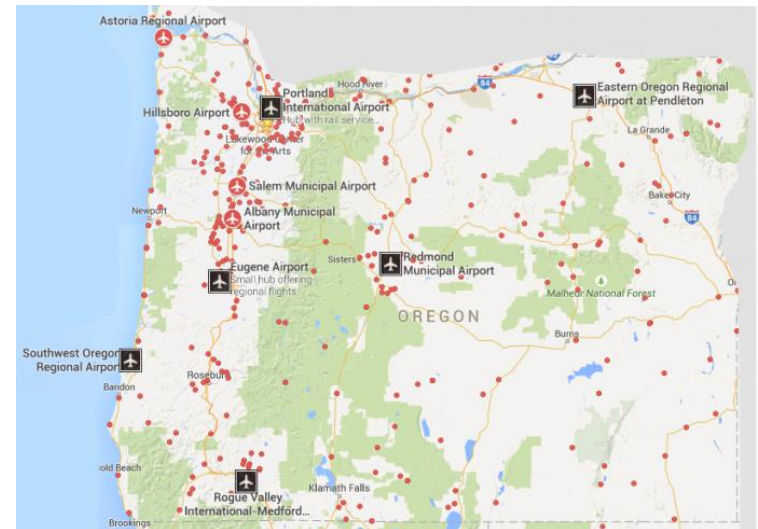 Astoria Regional Airport
Hood River
Portland
International Airport
Hub with rail service...
Hillsboro Airport
Eastern Oregon Regional
Airport at Pendleton
84
La Grande
for the Arts
Salem Municipal Airport
Baker City
84
Newport
Albany Municipal
Airport
Sisters
Redmond
Municipal Airport
Eugene Airport
Small hub offering
regional flights
Malheur National Forest
OREGON
Burns
Southwest Oregon
Regional Airport
Bandon
Roseburg
old Beach
Klamath Falls
Rogue Valley
International-Medford...
Brookings